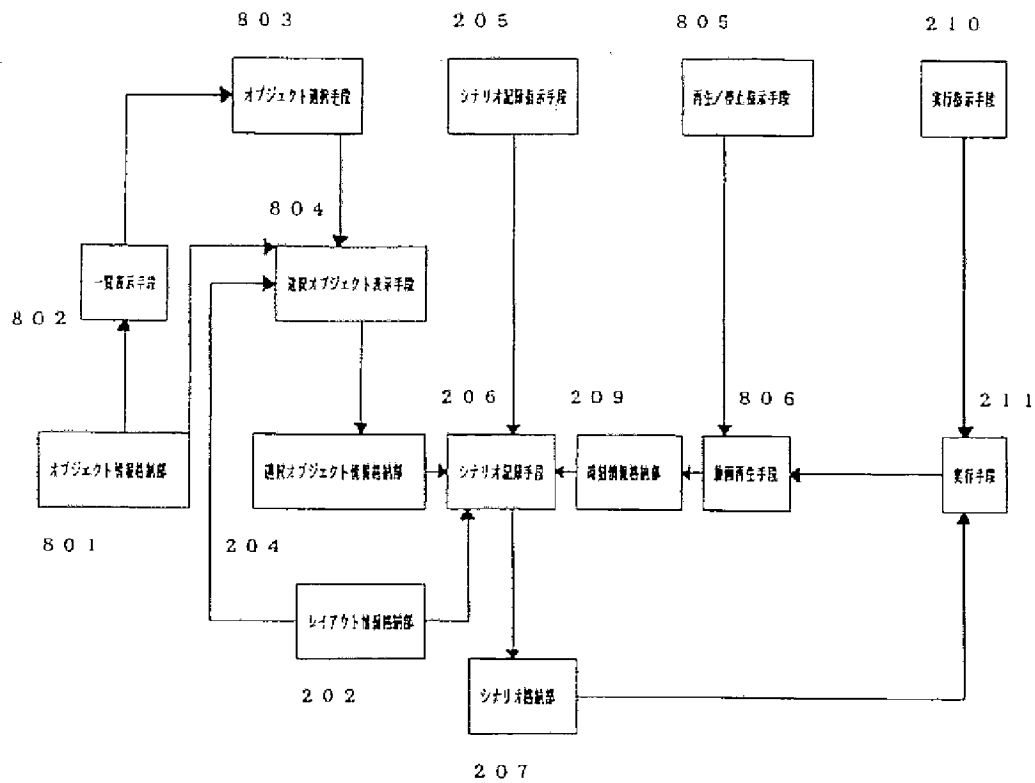 ８０３
２０５
８０５
２１０
オブジェクト選択手段
シナリオ記録指示手段
再生／停止指示手段
実行指示手段
８０４
一覧表示手段
選択オブジェクト表示手段
８０２
２０６
２０９
８０６
２１１
オブジェクト情報格納部
選択オブジェクト情報格納部
シナリオ記録手段
時刻情報格納部
動画再生手段
実行手段
８０１
２０４
レイアウト情報格納部
２０２
シナリオ格納部
２０７